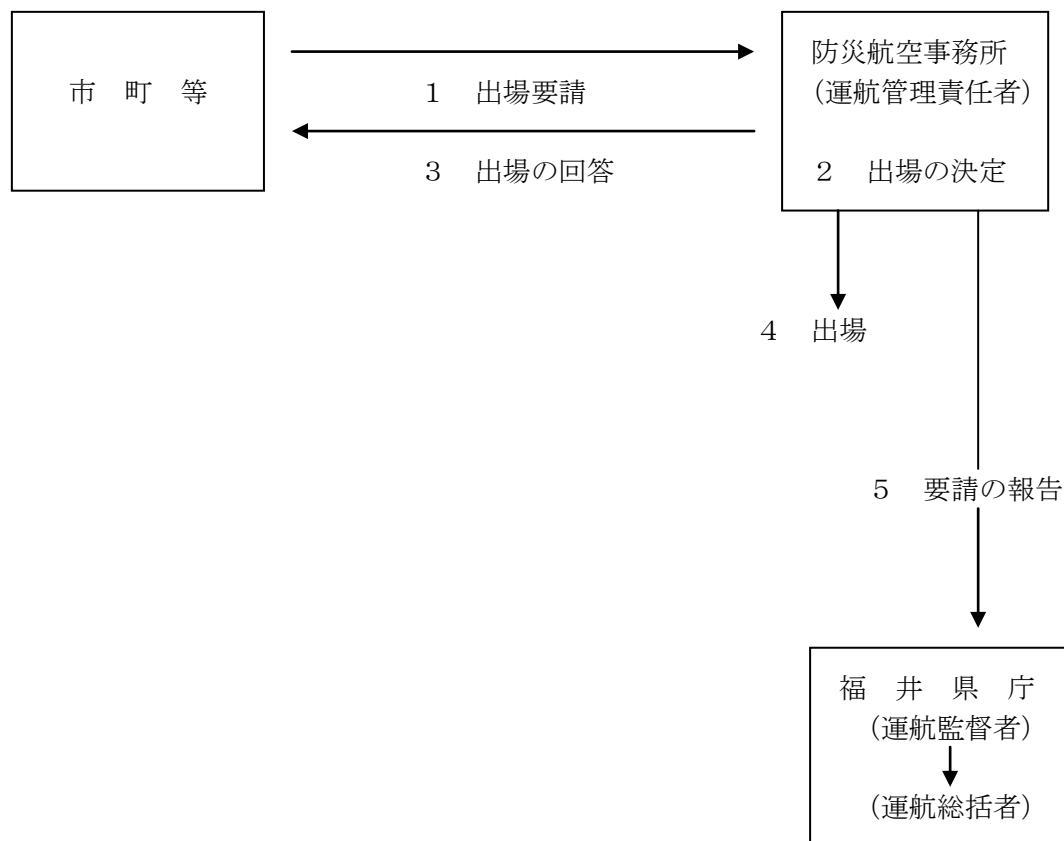 市　町　等
1　出場要請
3　出場の回答
防災航空事務所
（運航管理責任者）
2　出場の決定
4　出場
5　要請の報告
福　井　県　庁
（運航監督者）
（運航総括者）